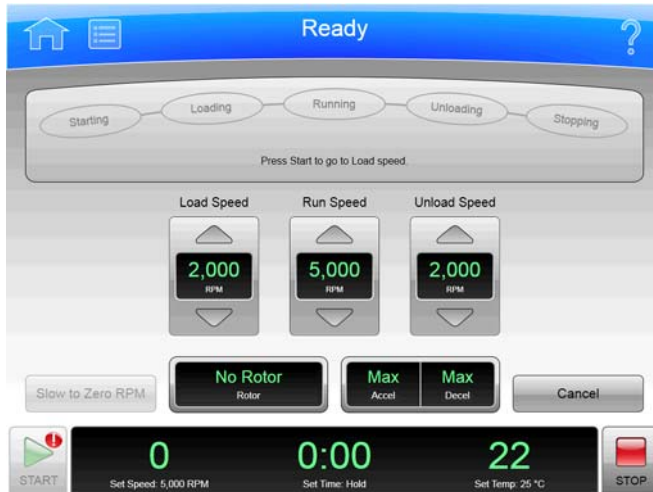 Ready
Starting
Loading
Running
Unloading
Stopping
Press Start to go to Load speed.
Load Speed Run Speed Unload Speed
2,000 5,000 2,000
RPM RPM RPM
Slow to Zero RPM
No Rotor
Rotor
Max Max
Accel Decel
Cancel
START
0
Set Speed: 5,000 RPM
0:00
Set Time: Hold
22
Set Temp: 25 °C
STOP